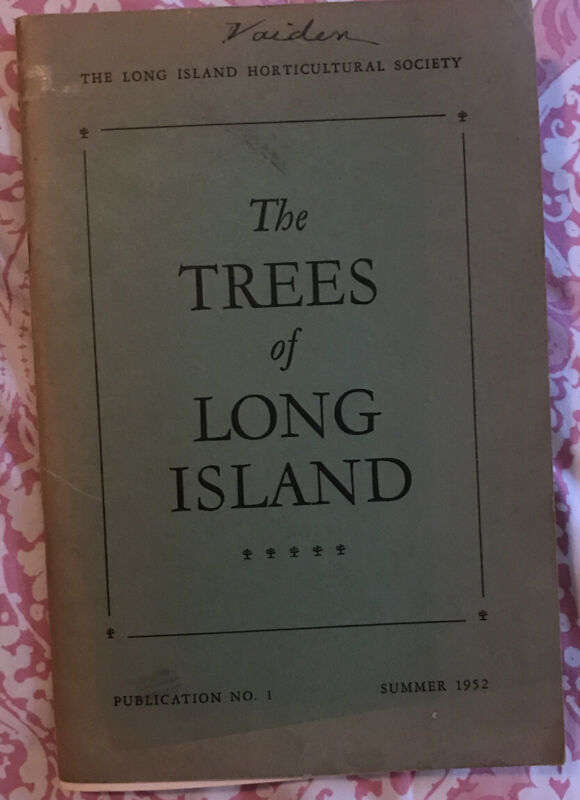 Vaiden
THE LONG ISLAND HORTICULTURAL SOCIETY
The
TREES
of
LONG
ISLAND
PUBLICATION NO. 1
SUMMER 1952